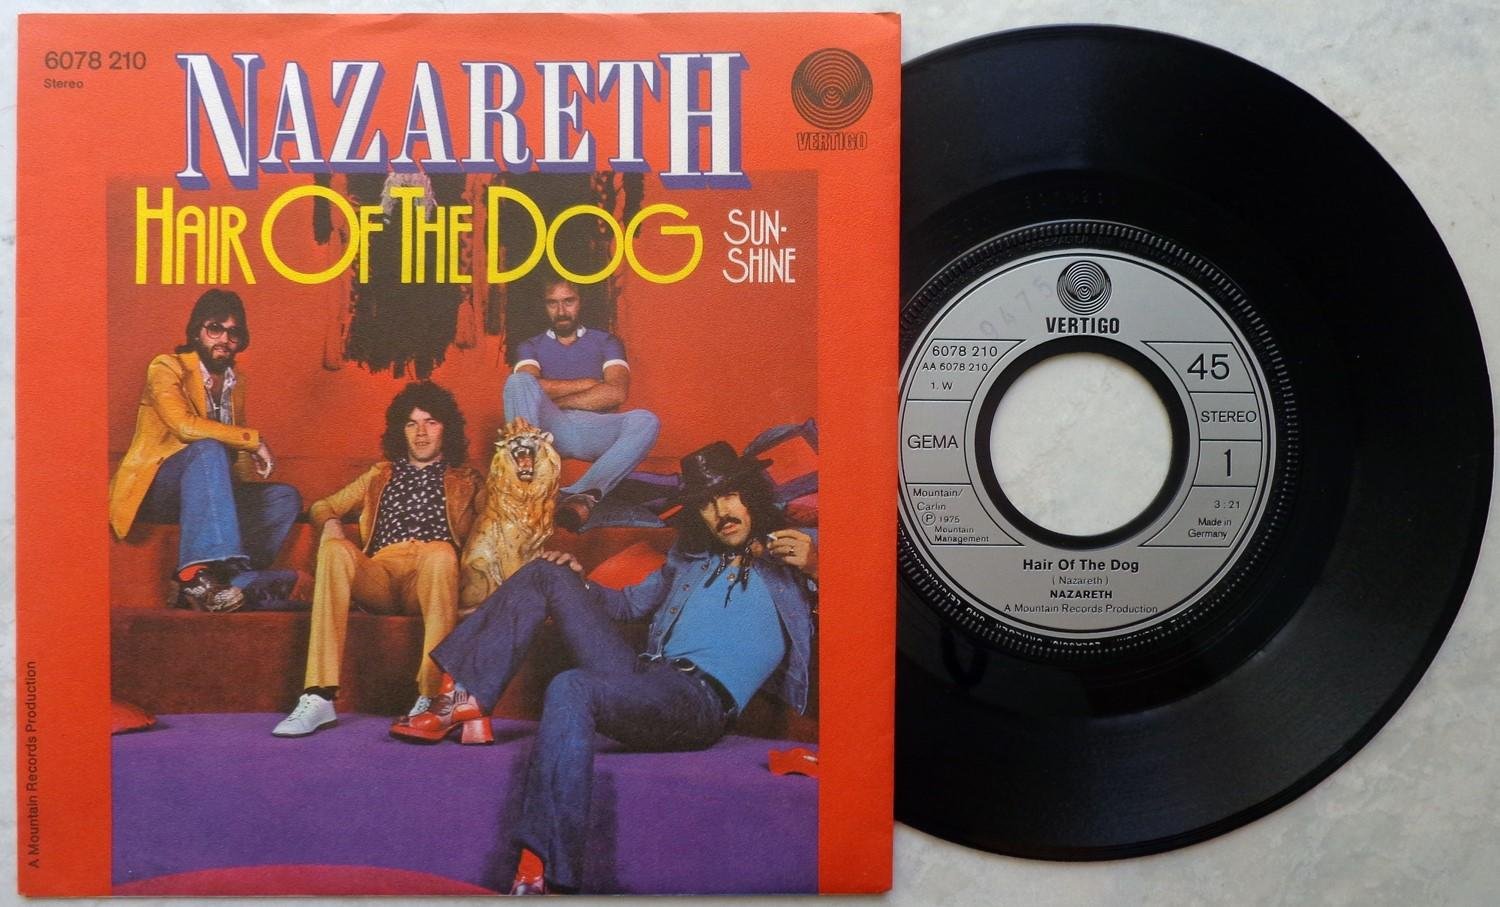 6078 210
Stereo
NAZARETH
VERTIGO
HAIR OF THE DOG
SUN-
SHINE
A Mountain Records Production
9475
VERTIGO
6078 210
AA 6078 210
1. W
GEMA
Mountain/
Carlin
Ⓟ 1975
Mountain
Management
45
STEREO
1
3:21
Made in
Germany
Hair Of The Dog
( Nazareth )
NAZARETH
A Mountain Records Production